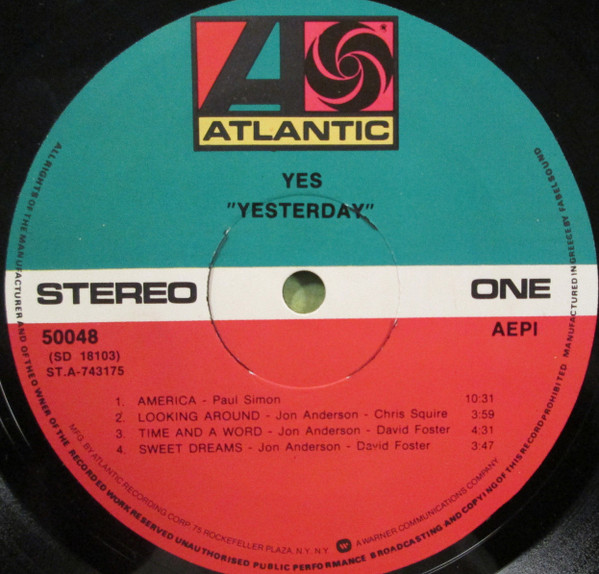 ATLANTIC
YES
"YESTERDAY"
STEREO
ONE
50048
(SD 18103)
ST.A-743175
AEPI
1. AMERICA - Paul Simon 10:31
2. LOOKING AROUND - Jon Anderson - Chris Squire 3:59
3. TIME AND A WORD - Jon Anderson - David Foster 4:31
4. SWEET DREAMS - Jon Anderson - David Foster 3:47
MFG. BY ATLANTIC RECORDING CORP. 75 ROCKEFELLER PLAZA, N.Y. N.Y. W A WARNER COMMUNICATIONS COMPANY
ALL RIGHTS OF THE MANUFACTURER AND OF THE OWNER OF THE RECORDED WORK RESERVED UNAUTHORISED PUBLIC PERFORMANCE BROADCASTING AND COPYING OF THIS RECORD PROHIBITED MANUFACTURED IN GREECE BY FABELSOUND